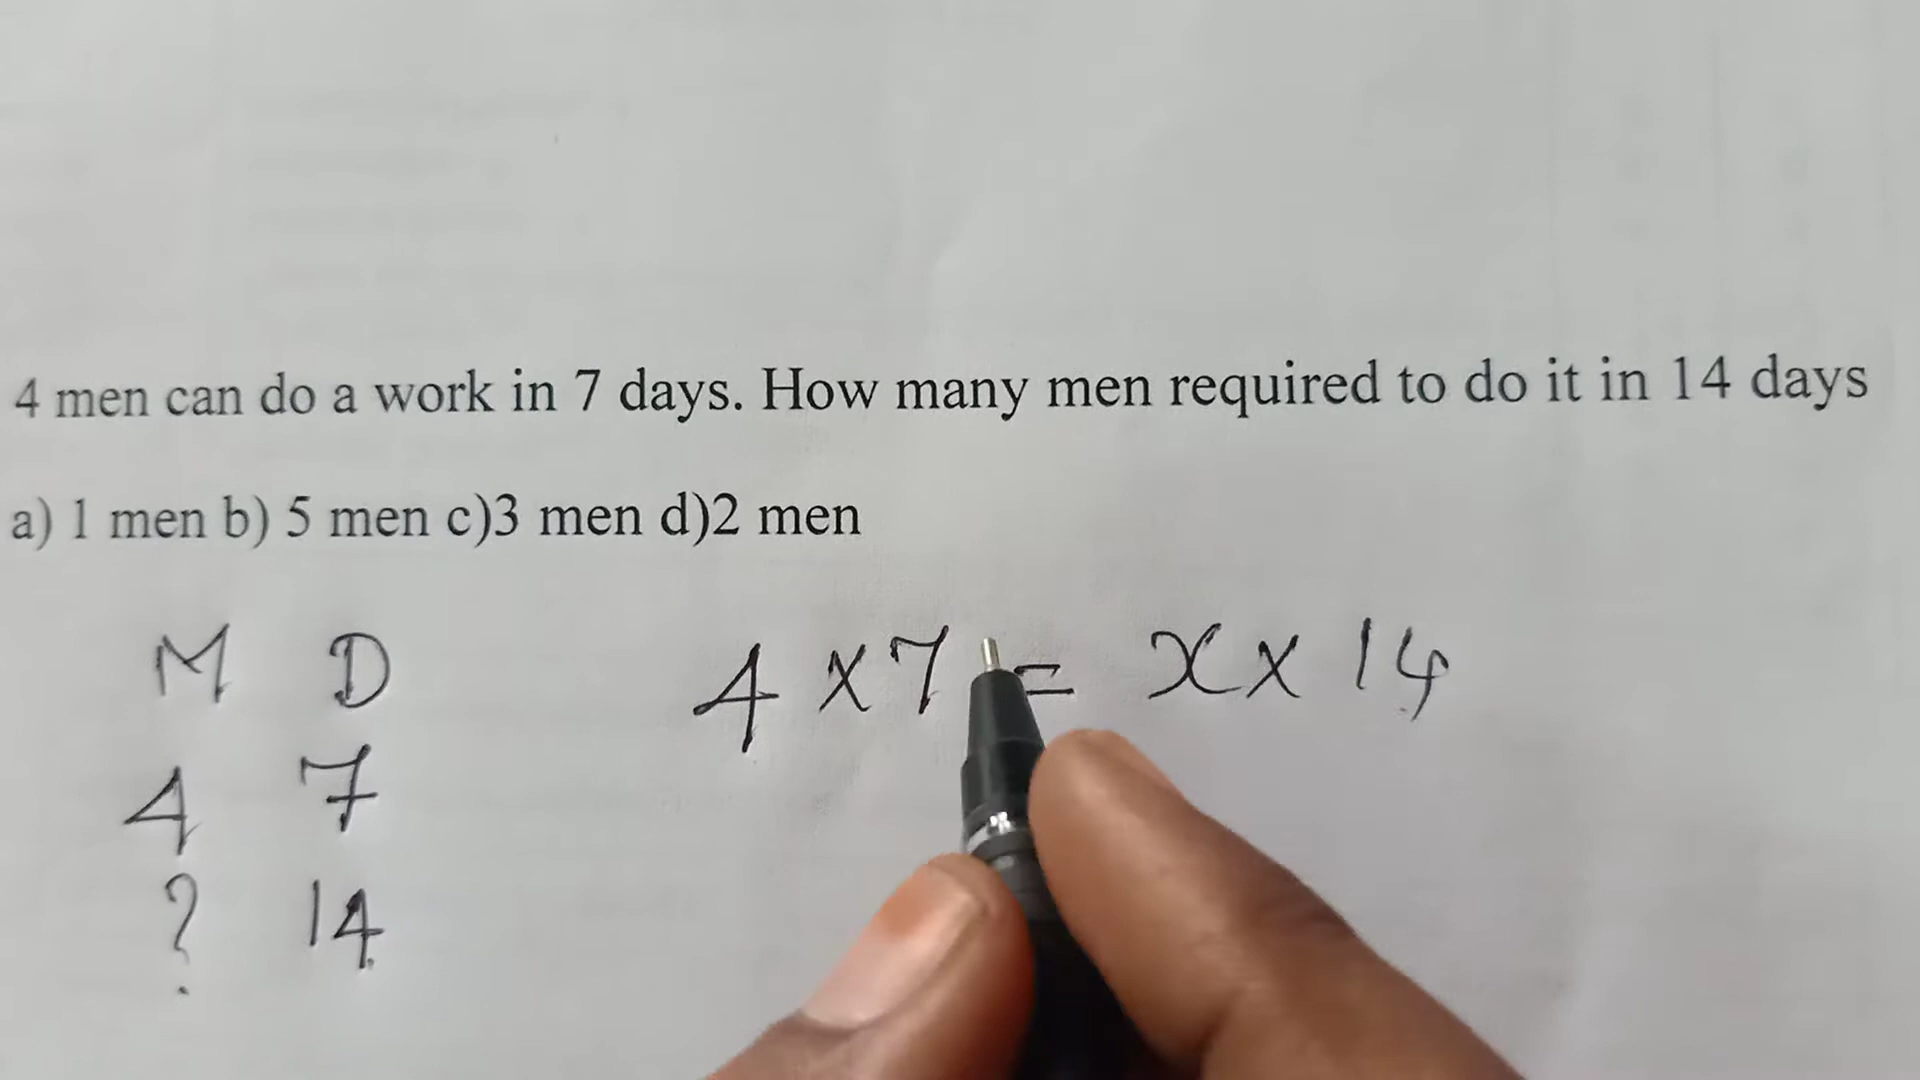 4 men can do a work in 7 days. How many men required to do it in 14 days
a) 1 men b) 5 men c)3 men d)2 men
M D
4 7
? 14
4 × 7 = x × 14